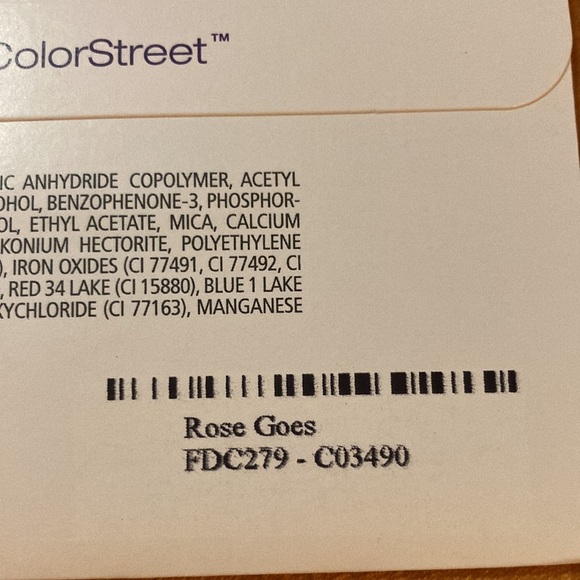 ColorStreet™
IC ANHYDRIDE COPOLYMER, ACETYL
OHOL, BENZOPHENONE-3, PHOSPHOR-
OL, ETHYL ACETATE, MICA, CALCIUM
KONIUM HECTORITE, POLYETHYLENE
), IRON OXIDES (CI 77491, CI 77492, CI
, RED 34 LAKE (CI 15880), BLUE 1 LAKE
XYCHLORIDE (CI 77163), MANGANESE
Rose Goes
FDC279 - C03490